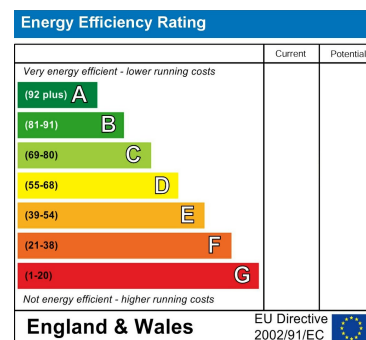 Energy Efficiency Rating
Current Potential
Very energy efficient - lower running costs
(92 plus) A
(81-91) B
(69-80) C
(55-68) D
(39-54) E
(21-38) F
(1-20) G
Not energy efficient - higher running costs
England & Wales
EU Directive
2002/91/EC